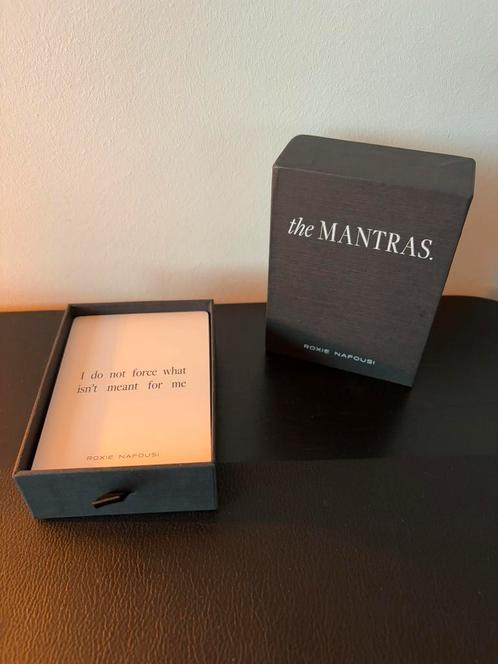 the MANTRAS.
ROXIE NAFOUSI
I do not force what
isn't meant for me
ROXIE NAFOUSI